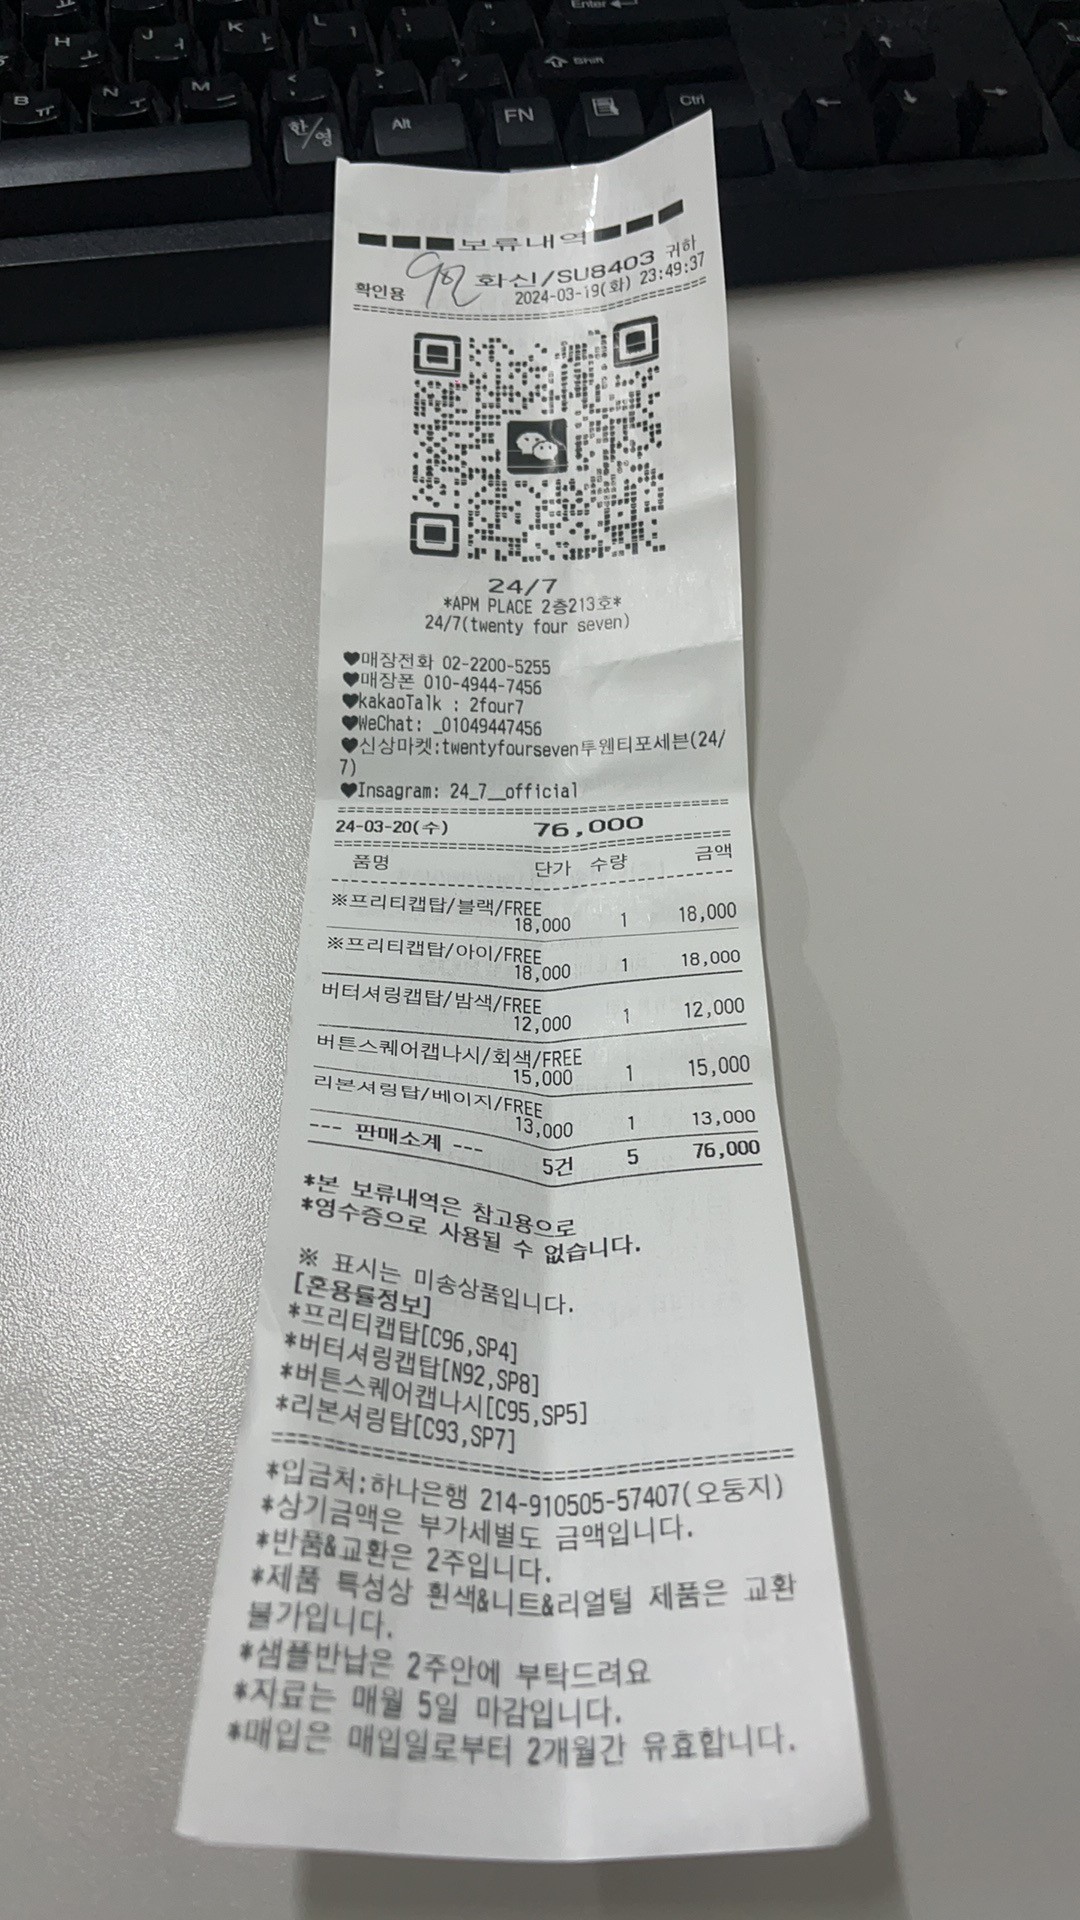 H ㅗ
J ㅓ
K ㅏ
L ㅣ
Enter
B ㅠ
N ㅜ
M ㅡ
Shift
한/영
Alt
FN
Ctrl
보류내역
확인용 화신/SU8403 귀하
2024-03-19(화) 23:49:37
24/7
*APM PLACE 2층213호*
24/7(twenty four seven)
♥매장전화 02-2200-5255
♥매장폰 010-4944-7456
♥kakaoTalk : 2four7
♥WeChat: _01049447456
♥신상마켓:twentyfourseven투웬티포세븐(24/
7)
♥Insagram: 24_7__official
24-03-20(수) 76,000
품명 단가 수량 금액
※프리티캡탑/블랙/FREE
18,000 1 18,000
※프리티캡탑/아이/FREE
18,000 1 18,000
버터셔링캡탑/밤색/FREE
12,000 1 12,000
버튼스퀘어캡나시/회색/FREE
15,000 1 15,000
리본셔링탑/베이지/FREE
13,000 1 13,000
--- 판매소계 --- 5건 5 76,000
*본 보류내역은 참고용으로
*영수증으로 사용될 수 없습니다.
※ 표시는 미송상품입니다.
[혼용률정보]
*프리티캡탑[C96,SP4]
*버터셔링캡탑[N92,SP8]
*버튼스퀘어캡나시[C95,SP5]
*리본셔링탑[C93,SP7]
*입금처:하나은행 214-910505-57407(오둥지)
*상기금액은 부가세별도 금액입니다.
*반품&교환은 2주입니다.
*제품 특성상 흰색&니트&리얼털 제품은 교환
불가입니다.
*샘플반납은 2주안에 부탁드려요
*자료는 매월 5일 마감입니다.
*매입은 매입일로부터 2개월간 유효합니다.